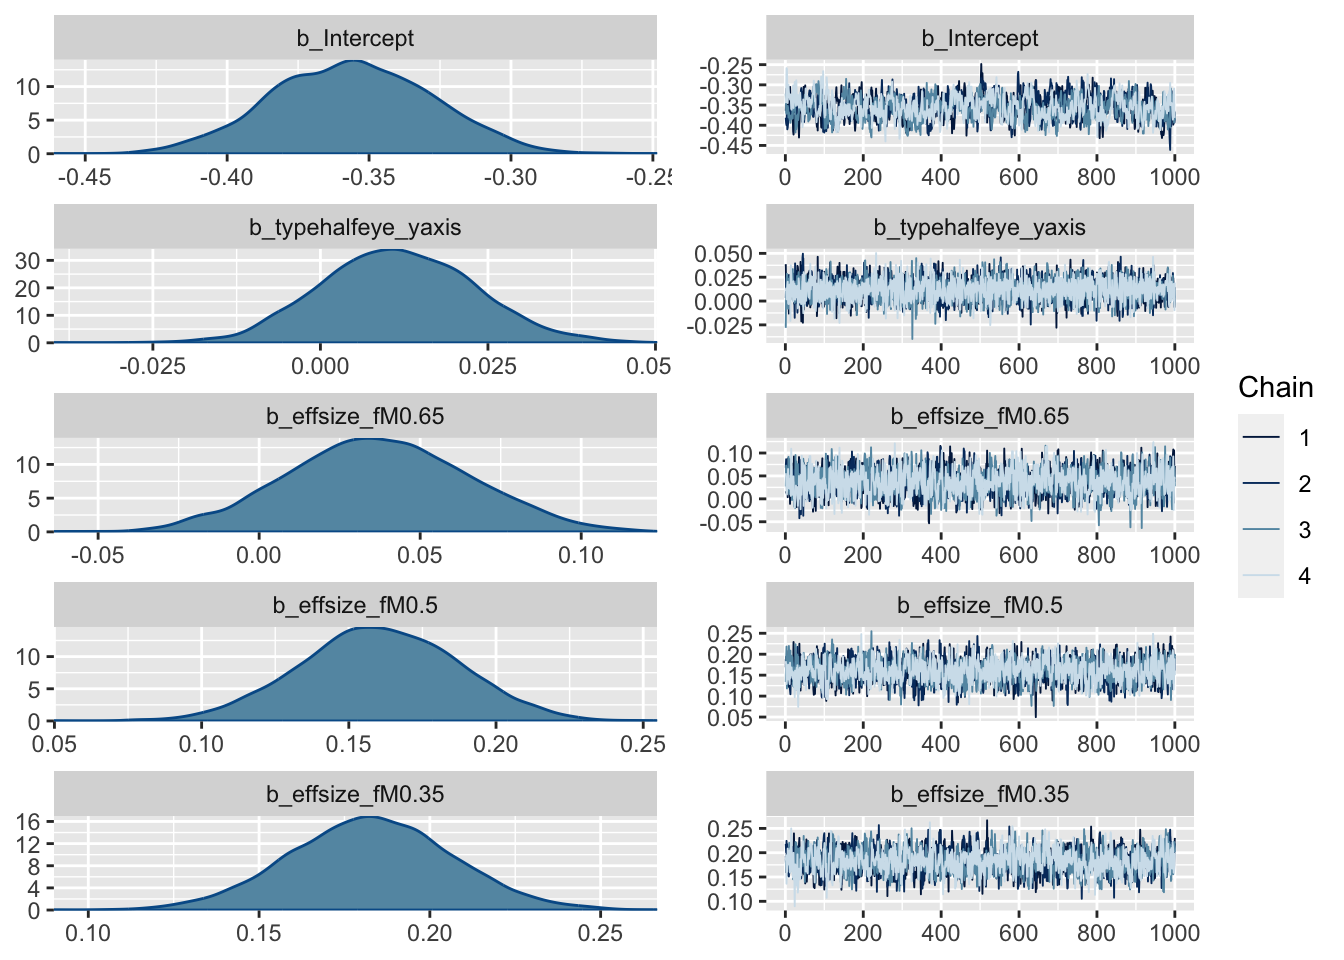 b_Intercept
10
5
0
-0.45 -0.40 -0.35 -0.30 -0.25
b_Intercept
-0.25
-0.30
-0.35
-0.40
-0.45
0 200 400 600 800 1000
b_typehalfeye_yaxis
30
20
10
0
-0.025 0.000 0.025 0.05
b_typehalfeye_yaxis
0.050
0.025
0.000
-0.025
0 200 400 600 800 1000
b_effsize_fM0.65
10
5
0
-0.05 0.00 0.05 0.10
b_effsize_fM0.65
0.10
0.05
0.00
-0.05
0 200 400 600 800 1000
b_effsize_fM0.5
10
5
0
0.05 0.10 0.15 0.20 0.25
b_effsize_fM0.5
0.25
0.20
0.15
0.10
0.05
0 200 400 600 800 1000
b_effsize_fM0.35
16
12
8
4
0
0.10 0.15 0.20 0.25
b_effsize_fM0.35
0.25
0.20
0.15
0.10
0 200 400 600 800 1000
Chain
1
2
3
4